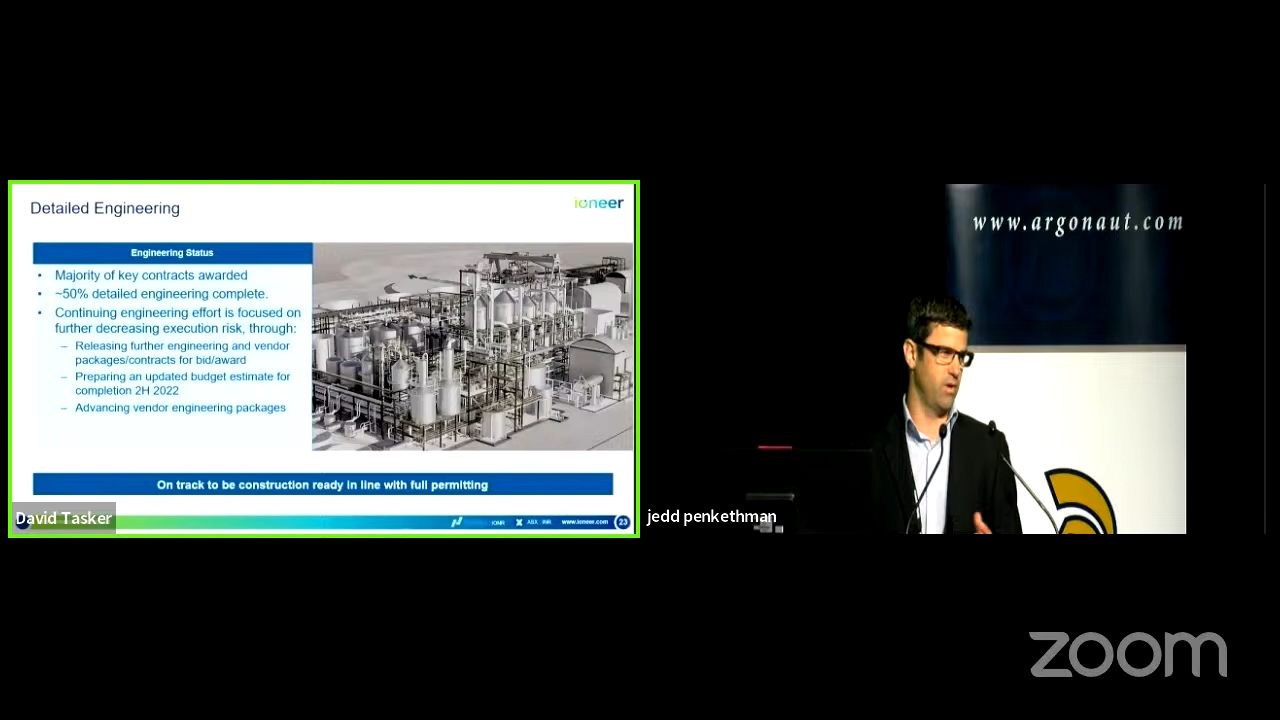 Detailed Engineering
ioneer
Engineering Status
• Majority of key contracts awarded
• ~50% detailed engineering complete.
• Continuing engineering effort is focused on
further decreasing execution risk, through:
– Releasing further engineering and vendor
packages/contracts for bid/award
– Preparing an updated budget estimate for
completion 2H 2022
– Advancing vendor engineering packages
On track to be construction ready in line with full permitting
IONR
ASX INR
www.ioneer.com
23
David Tasker
www.argonaut.com
jedd penkethman
zoom